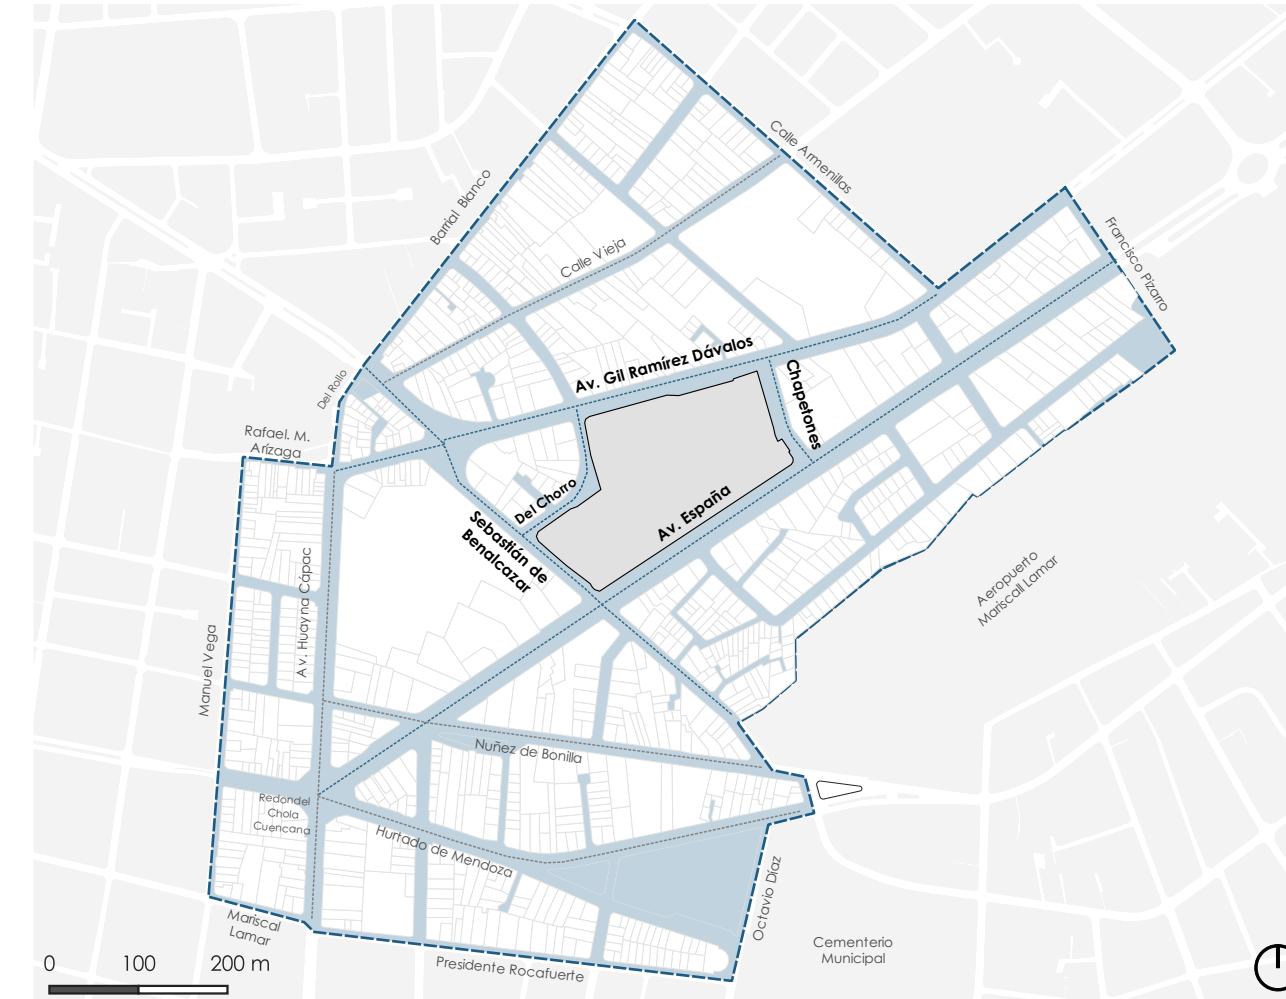 Calle Armenillas
Barrial Blanco
Francisco Pizarro
Calle Vieja
Av. Gil Ramírez Dávalos
Chapetones
Del Rollo
Rafael. M.
Arízaga
Del Chorro
Av. España
Sebastián de
Benalcazar
Av. Huayna Cápac
Aeropuerto
Mariscall Lamar
Manuel Vega
Nuñez de Bonilla
Redondel
Chola
Cuencana
Hurtado de Mendoza
Octavio Díaz
Mariscal
Lamar
Cementerio
Municipal
Presidente Rocafuerte
0 100 200 m